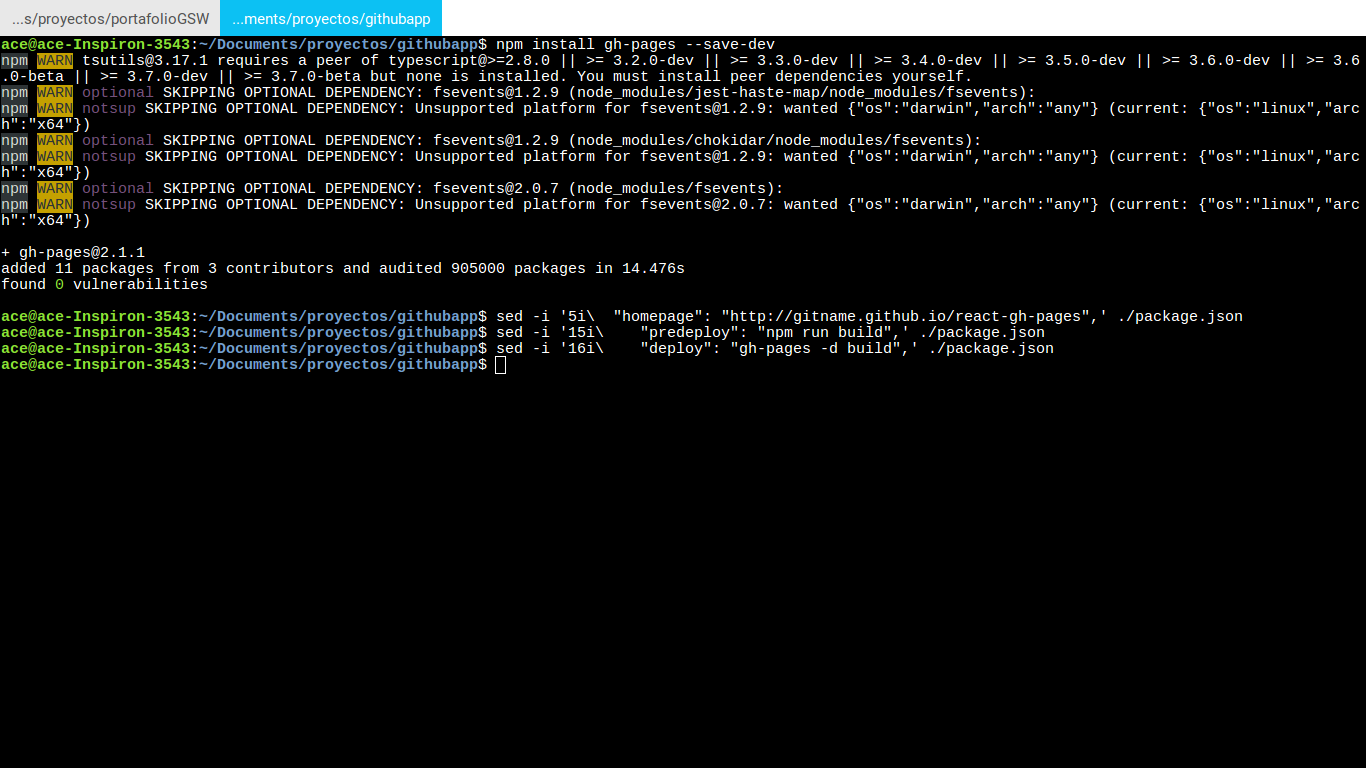 ...s/proyectos/portafolioGSW ...ments/proyectos/githubapp
ace@ace-Inspiron-3543:~/Documents/proyectos/githubapp$ npm install gh-pages --save-dev
npm WARN tsutils@3.17.1 requires a peer of typescript@>=2.8.0 || >= 3.2.0-dev || >= 3.3.0-dev || >= 3.4.0-dev || >= 3.5.0-dev || >= 3.6.0-dev || >= 3.6
.0-beta || >= 3.7.0-dev || >= 3.7.0-beta but none is installed. You must install peer dependencies yourself.
npm WARN optional SKIPPING OPTIONAL DEPENDENCY: fsevents@1.2.9 (node_modules/jest-haste-map/node_modules/fsevents):
npm WARN notsup SKIPPING OPTIONAL DEPENDENCY: Unsupported platform for fsevents@1.2.9: wanted {"os":"darwin","arch":"any"} (current: {"os":"linux","arc
h":"x64"})
npm WARN optional SKIPPING OPTIONAL DEPENDENCY: fsevents@1.2.9 (node_modules/chokidar/node_modules/fsevents):
npm WARN notsup SKIPPING OPTIONAL DEPENDENCY: Unsupported platform for fsevents@1.2.9: wanted {"os":"darwin","arch":"any"} (current: {"os":"linux","arc
h":"x64"})
npm WARN optional SKIPPING OPTIONAL DEPENDENCY: fsevents@2.0.7 (node_modules/fsevents):
npm WARN notsup SKIPPING OPTIONAL DEPENDENCY: Unsupported platform for fsevents@2.0.7: wanted {"os":"darwin","arch":"any"} (current: {"os":"linux","arc
h":"x64"})
+ gh-pages@2.1.1
added 11 packages from 3 contributors and audited 905000 packages in 14.476s
found 0 vulnerabilities
ace@ace-Inspiron-3543:~/Documents/proyectos/githubapp$ sed -i '5i\  "homepage": "http://gitname.github.io/react-gh-pages",' ./package.json
ace@ace-Inspiron-3543:~/Documents/proyectos/githubapp$ sed -i '15i\    "predeploy": "npm run build",' ./package.json
ace@ace-Inspiron-3543:~/Documents/proyectos/githubapp$ sed -i '16i\    "deploy": "gh-pages -d build",' ./package.json
ace@ace-Inspiron-3543:~/Documents/proyectos/githubapp$